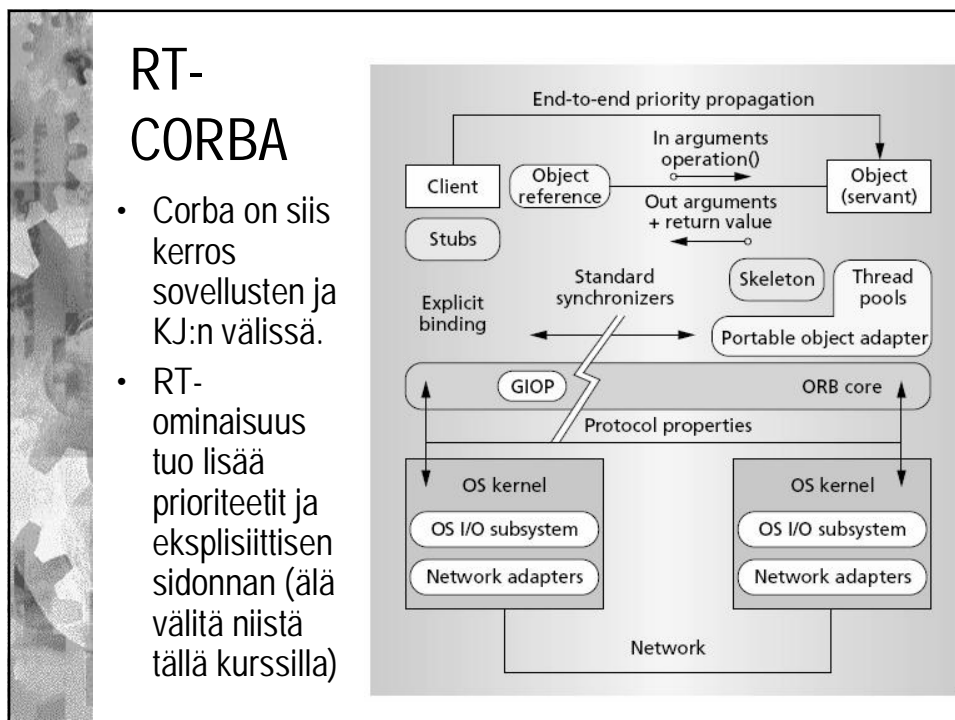 RT-
CORBA
• Corba on siis
kerros
sovellusten ja
KJ:n välissä.
• RT-
ominaisuus
tuo lisää
prioriteetit ja
eksplisiittisen
sidonnan (älä
välitä niistä
tällä kurssilla)
End-to-end priority propagation
In arguments
operation()
Client
Object
reference
Object
(servant)
Out arguments
+ return value
Stubs
Standard
synchronizers
Skeleton
Thread
pools
Explicit
binding
Portable object adapter
GIOP
ORB core
Protocol properties
OS kernel
OS I/O subsystem
Network adapters
OS kernel
OS I/O subsystem
Network adapters
Network